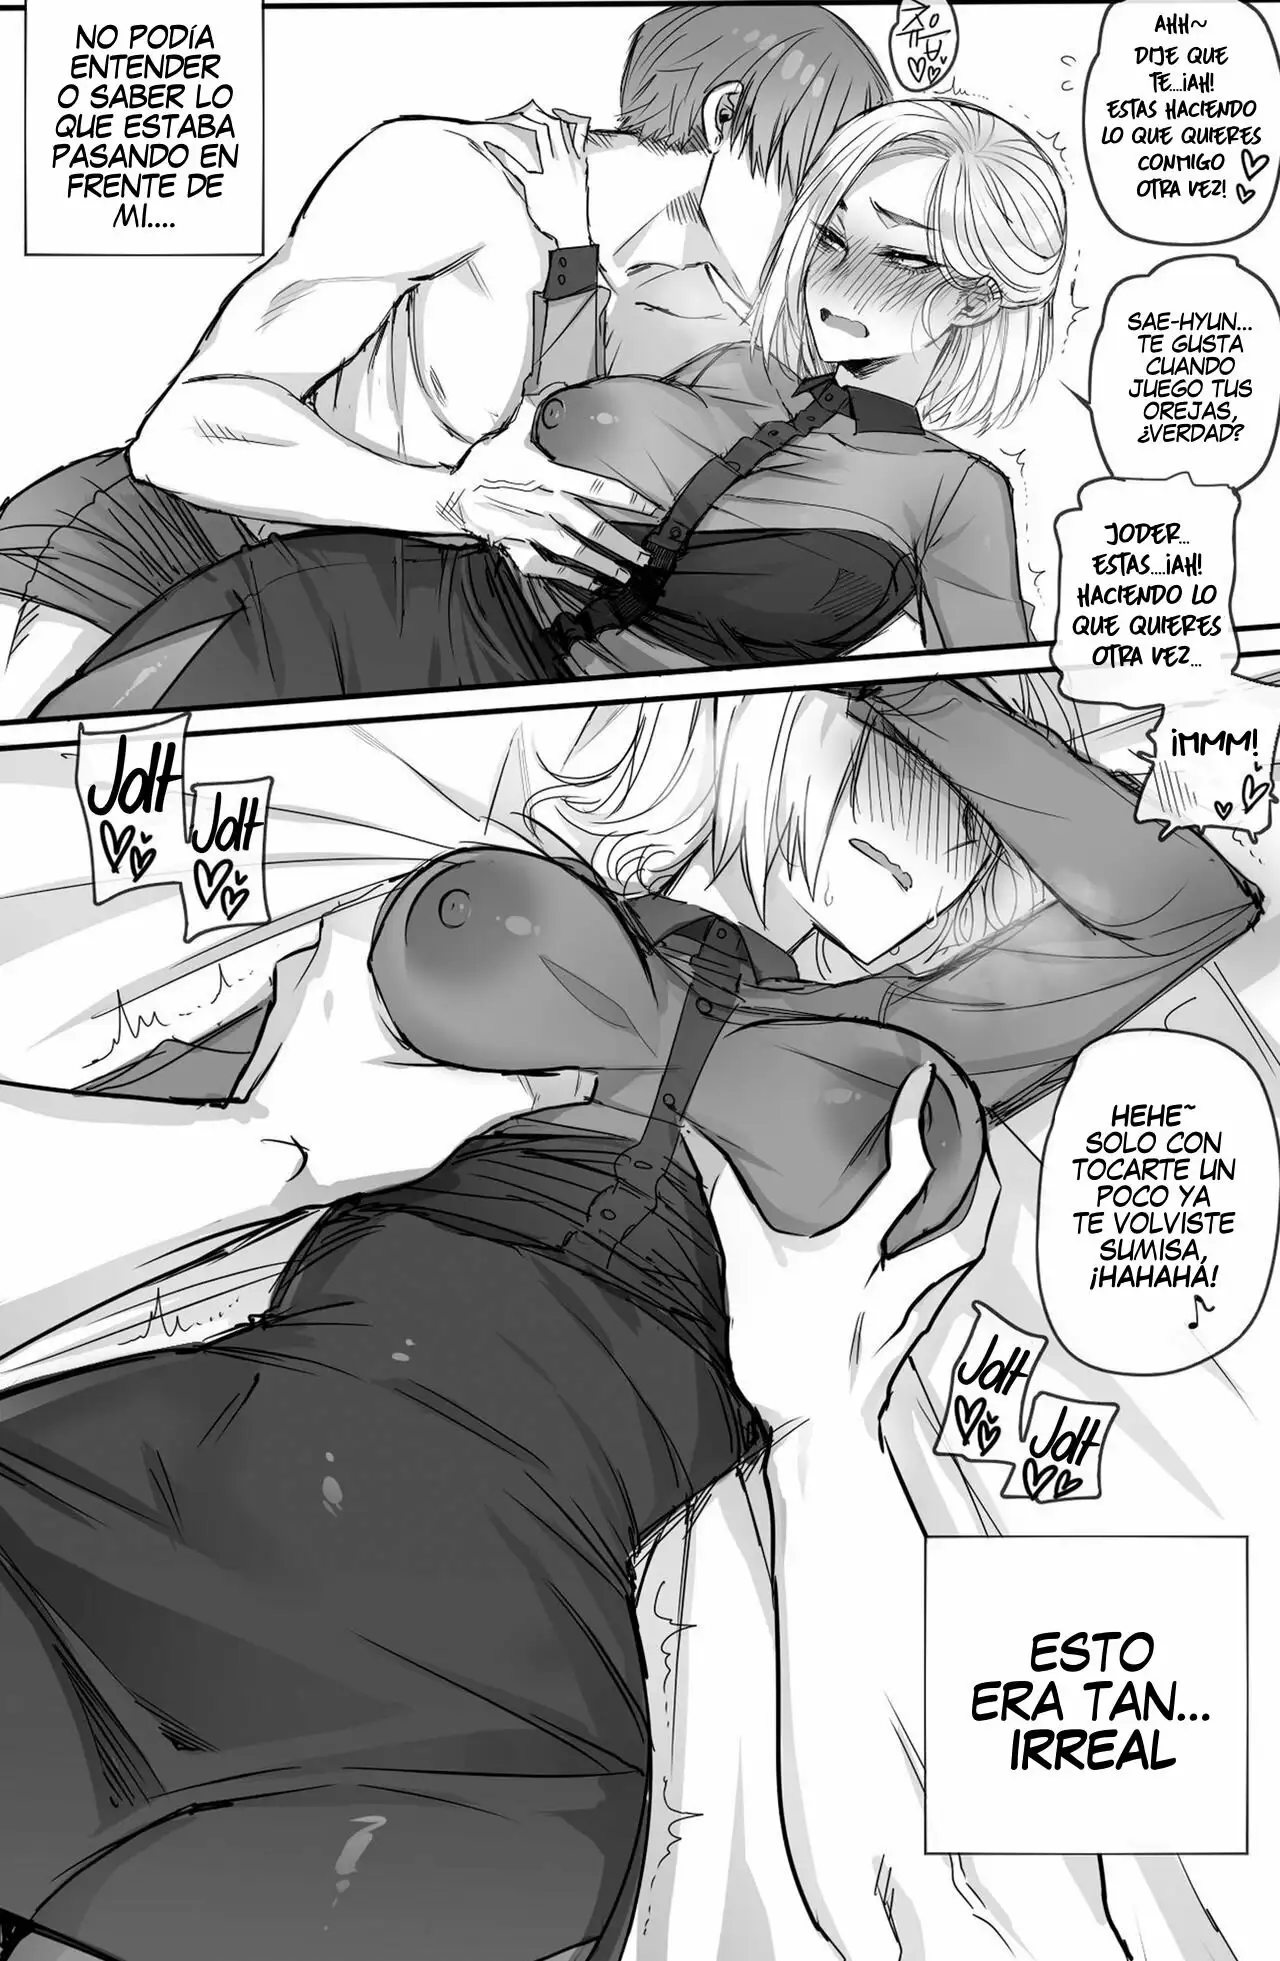 NO PODÍA
ENTENDER
O SABER LO
QUE ESTABA
PASANDO EN
FRENTE DE
MI....
쥬읍
AHH~
DIJE QUE
TE...¡AH!
ESTAS HACIENDO
LO QUE QUIERES
CONMIGO
OTRA VEZ!
SAE-HYUN...
TE GUSTA
CUANDO
JUEGO TUS
OREJAS,
¿VERDAD?
JODER...
ESTAS....¡AH!
HACIENDO LO
QUE QUIERES
OTRA VEZ...
¡MMM!
Jolt
Jolt
HEHE~
SOLO CON
TOCARTE UN
POCO YA
TE VOLVISTE
SUMISA,
¡HAHAHA!
Jolt
Jolt
ESTO
ERA TAN...
IRREAL